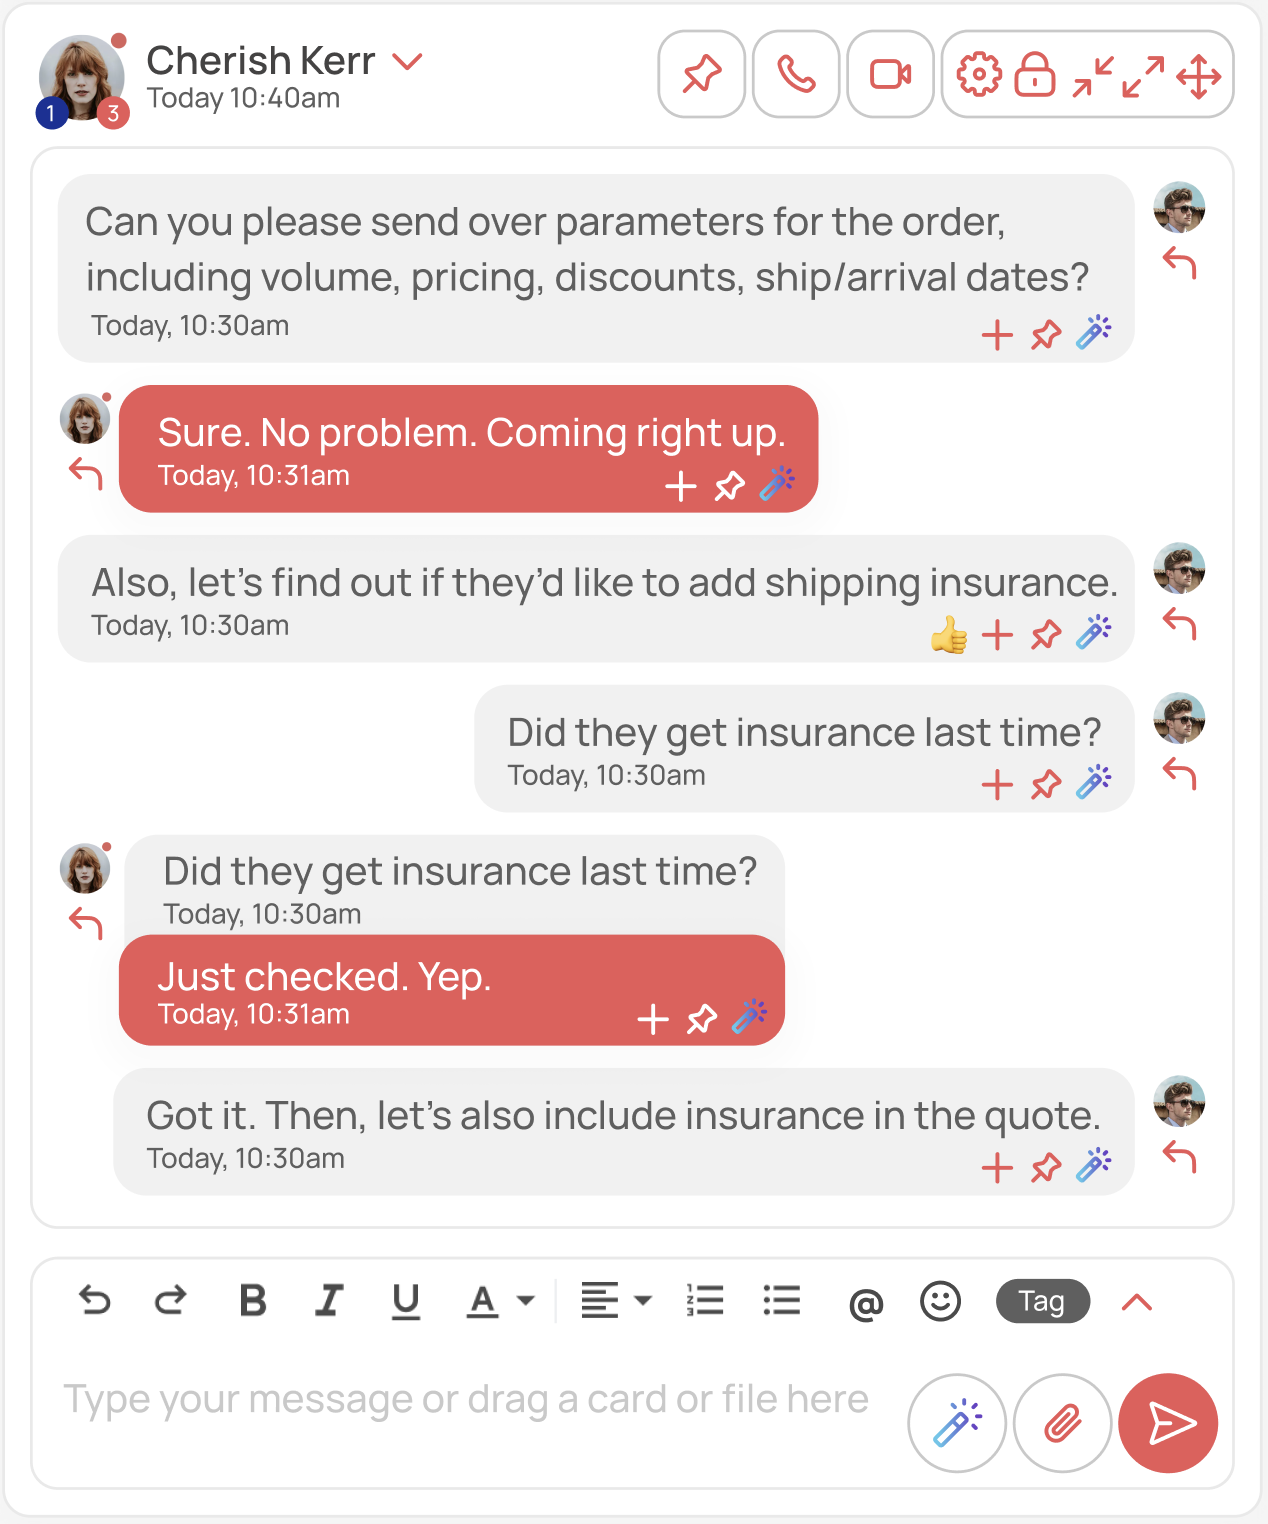 Cherish Kerr
Today 10:40am
1
3
Can you please send over parameters for the order,
including volume, pricing, discounts, ship/arrival dates?
Today, 10:30am
Sure. No problem. Coming right up.
Today, 10:31am
Also, let’s find out if they’d like to add shipping insurance.
Today, 10:30am
Did they get insurance last time?
Today, 10:30am
Did they get insurance last time?
Today, 10:30am
Just checked. Yep.
Today, 10:31am
Got it. Then, let’s also include insurance in the quote.
Today, 10:30am
B I U A @ Tag
Type your message or drag a card or file here